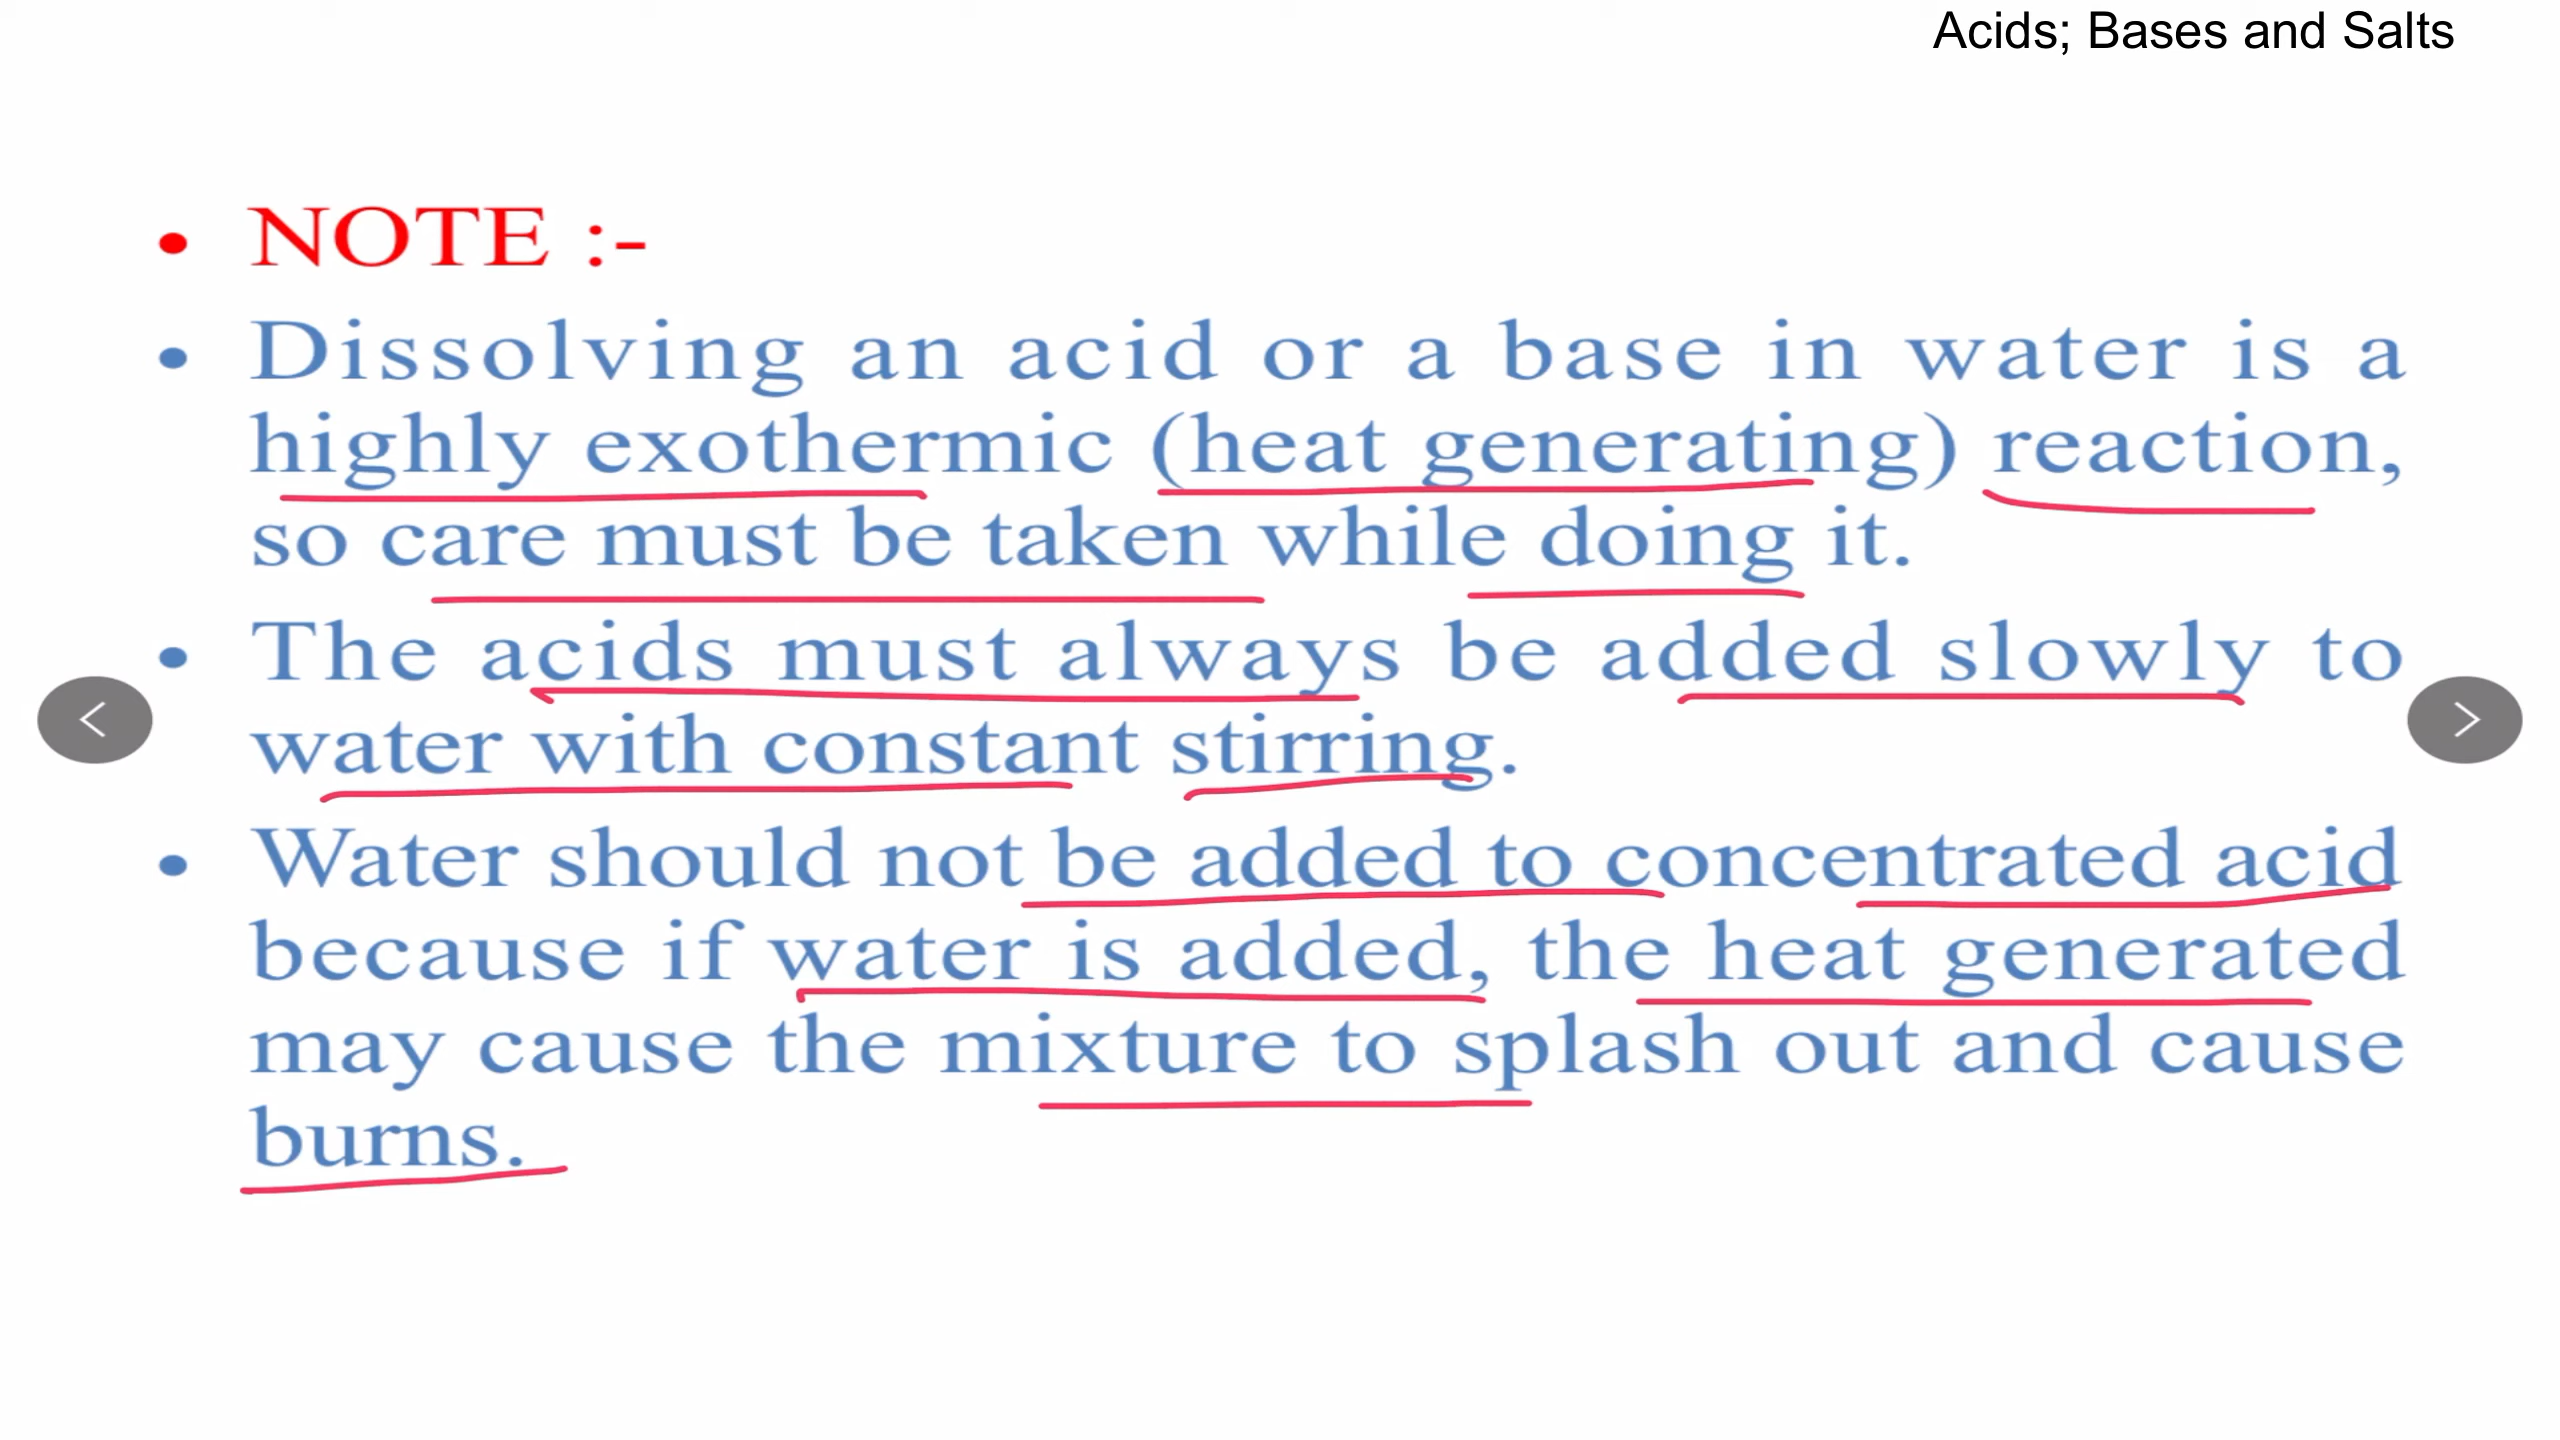 Acids; Bases and Salts
• NOTE :-
• Dissolving an acid or a base in water is a
highly exothermic (heat generating) reaction,
so care must be taken while doing it.
• The acids must always be added slowly to
water with constant stirring.
• Water should not be added to concentrated acid
because if water is added, the heat generated
may cause the mixture to splash out and cause
burns.